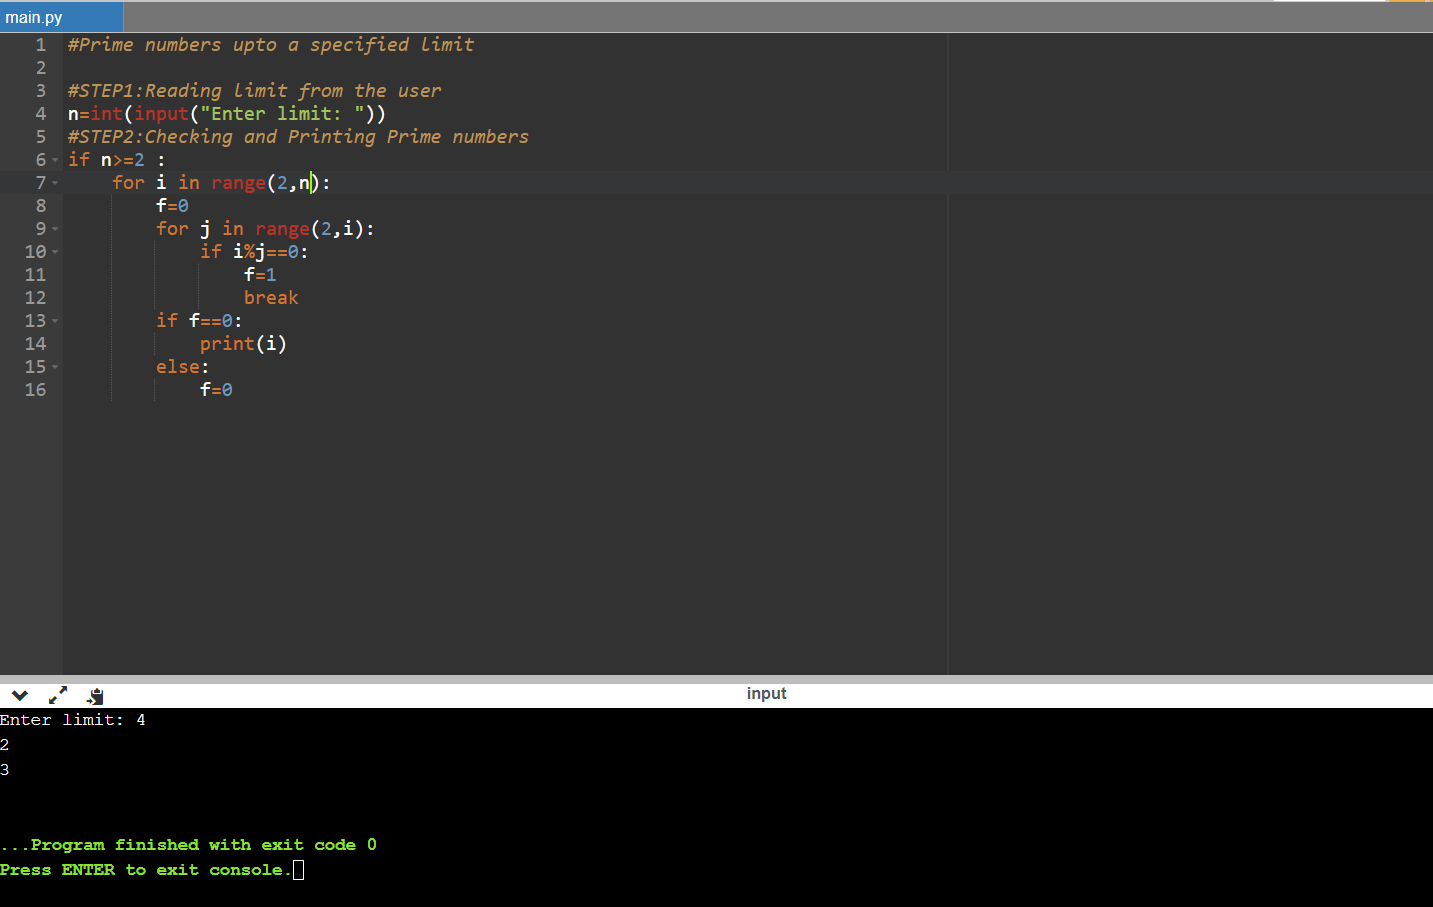 main.py
1 #Prime numbers upto a specified limit
2
3 #STEP1:Reading limit from the user
4 n=int(input("Enter limit: "))
5 #STEP2:Checking and Printing Prime numbers
6 if n>=2 :
7     for i in range(2,n):
8         f=0
9         for j in range(2,i):
10             if i%j==0:
11                 f=1
12                 break
13         if f==0:
14             print(i)
15         else:
16             f=0
input
Enter limit: 4
2
3
...Program finished with exit code 0
Press ENTER to exit console.